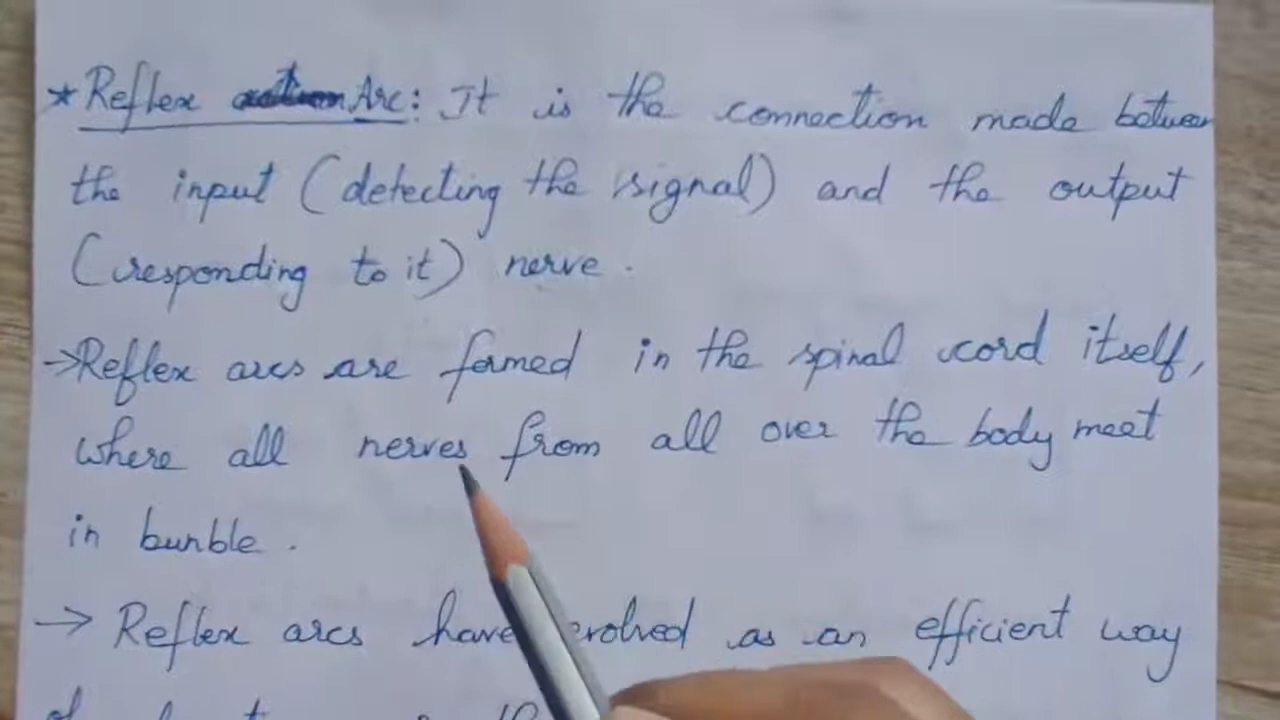 * Reflex Arc: It is the connection made between
the input (detecting the signal) and the output
(responding to it) nerve.
→ Reflex arcs are formed in the spinal cord itself,
where all nerves from all over the body meet
in bunble.
→ Reflex arcs have evolved as an efficient way
of